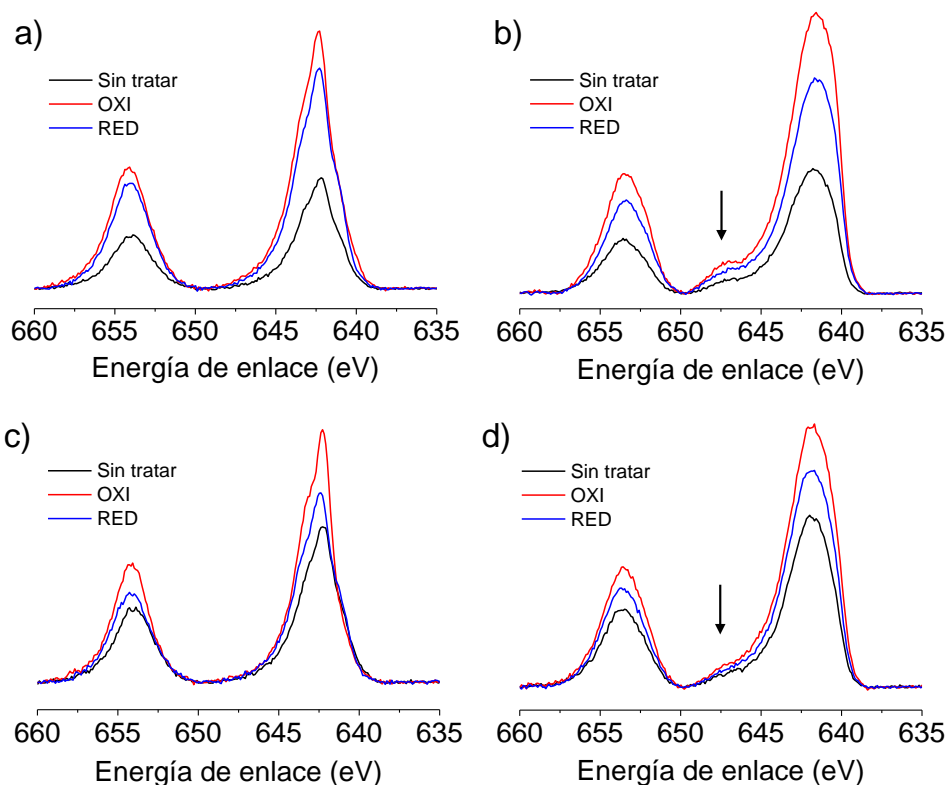 a)
Sin tratar
OXI
RED
660 655 650 645 640 635
Energía de enlace (eV)
b)
Sin tratar
OXI
RED
660 655 650 645 640 635
Energía de enlace (eV)
c)
Sin tratar
OXI
RED
660 655 650 645 640 635
Energía de enlace (eV)
d)
Sin tratar
OXI
RED
660 655 650 645 640 635
Energía de enlace (eV)